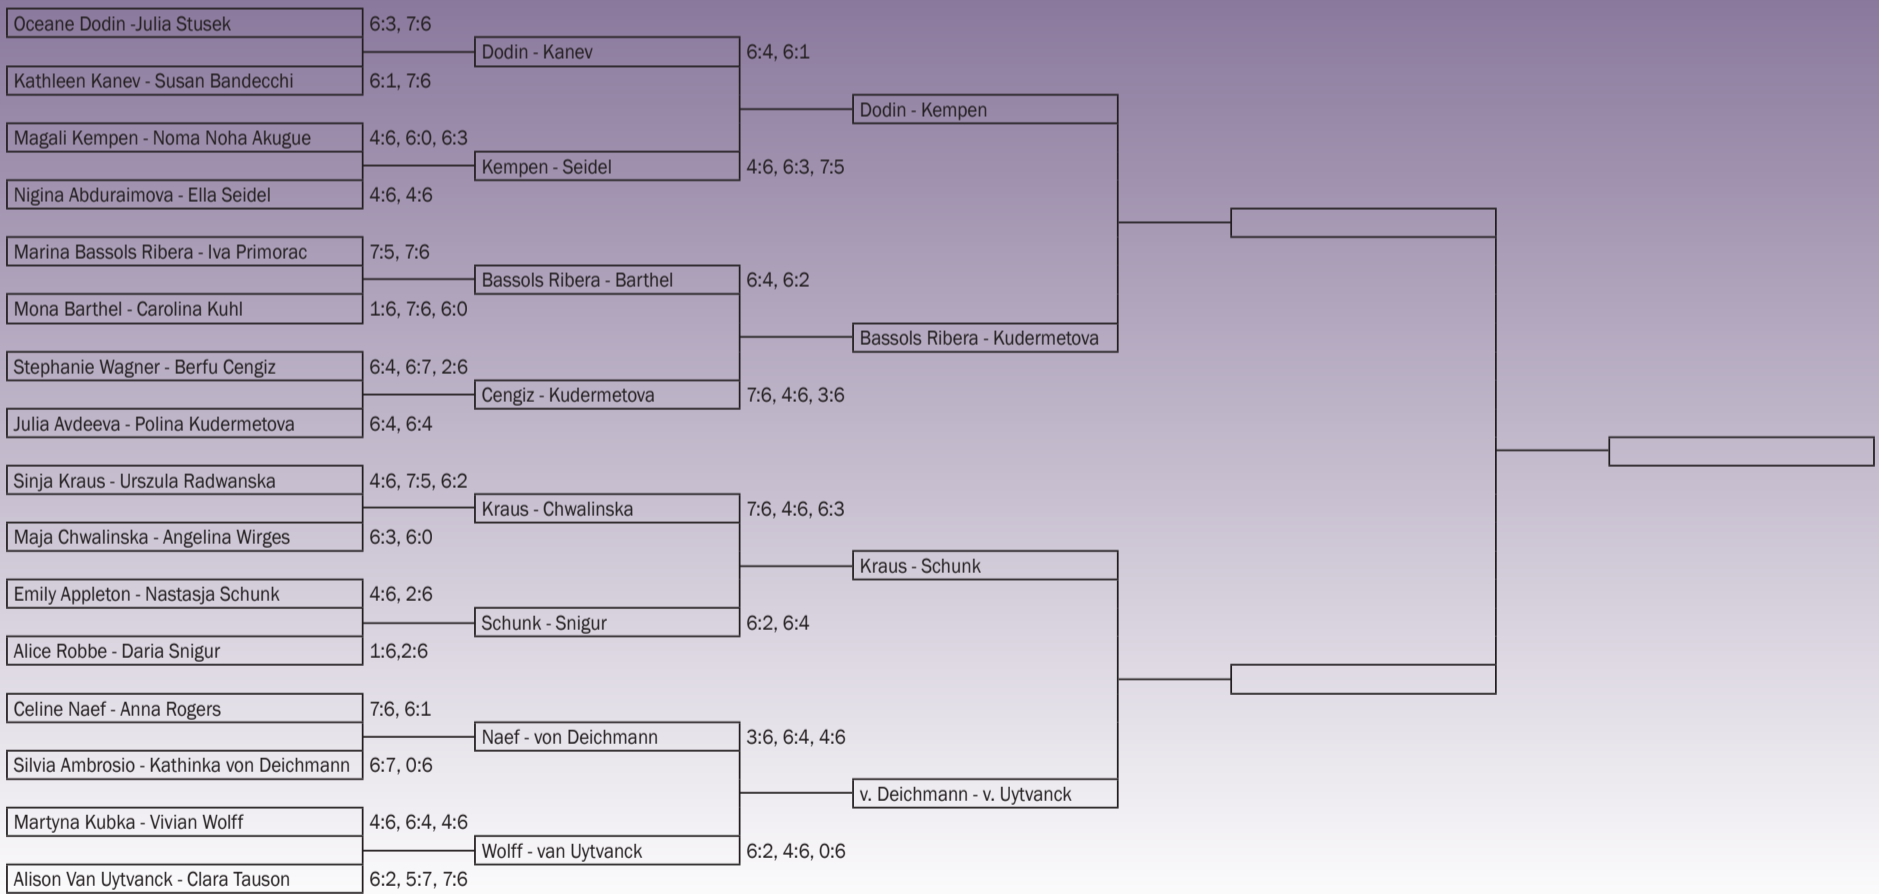 Oceane Dodin -Julia Stusek 6:3, 7:6
Dodin - Kanev 6:4, 6:1
Kathleen Kanev - Susan Bandecchi 6:1, 7:6
Dodin - Kempen
Magali Kempen - Noma Noha Akugue 4:6, 6:0, 6:3
Kempen - Seidel 4:6, 6:3, 7:5
Nigina Abduraimova - Ella Seidel 4:6, 4:6
Marina Bassols Ribera - Iva Primorac 7:5, 7:6
Bassols Ribera - Barthel 6:4, 6:2
Mona Barthel - Carolina Kuhl 1:6, 7:6, 6:0
Bassols Ribera - Kudermetova
Stephanie Wagner - Berfu Cengiz 6:4, 6:7, 2:6
Cengiz - Kudermetova 7:6, 4:6, 3:6
Julia Avdeeva - Polina Kudermetova 6:4, 6:4
Sinja Kraus - Urszula Radwanska 4:6, 7:5, 6:2
Kraus - Chwalinska 7:6, 4:6, 6:3
Maja Chwalinska - Angelina Wirges 6:3, 6:0
Kraus - Schunk
Emily Appleton - Nastasja Schunk 4:6, 2:6
Schunk - Snigur 6:2, 6:4
Alice Robbe - Daria Snigur 1:6,2:6
Celine Naef - Anna Rogers 7:6, 6:1
Naef - von Deichmann 3:6, 6:4, 4:6
Silvia Ambrosio - Kathinka von Deichmann 6:7, 0:6
v. Deichmann - v. Uytvanck
Martyna Kubka - Vivian Wolff 4:6, 6:4, 4:6
Wolff - van Uytvanck 6:2, 4:6, 0:6
Alison Van Uytvanck - Clara Tauson 6:2, 5:7, 7:6